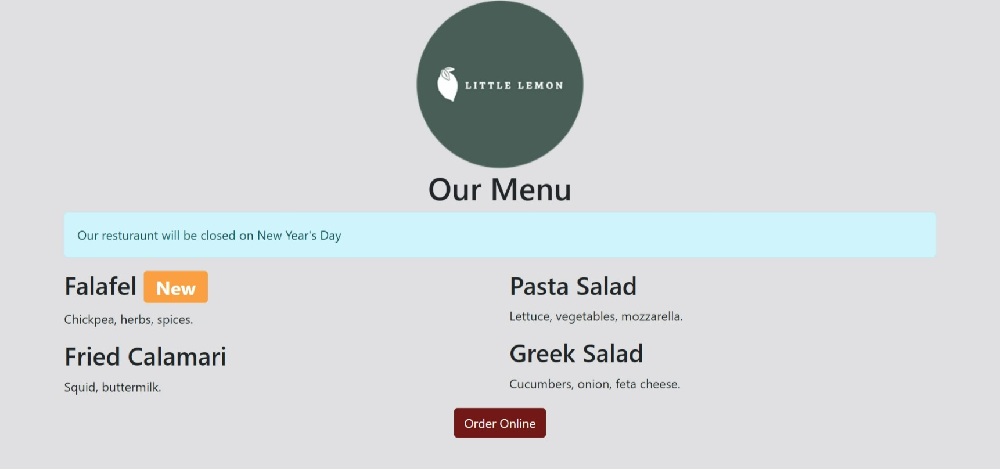 LITTLE LEMON
Our Menu
Our resturaunt will be closed on New Year's Day
Falafel New
Chickpea, herbs, spices.
Fried Calamari
Squid, buttermilk.
Pasta Salad
Lettuce, vegetables, mozzarella.
Greek Salad
Cucumbers, onion, feta cheese.
Order Online